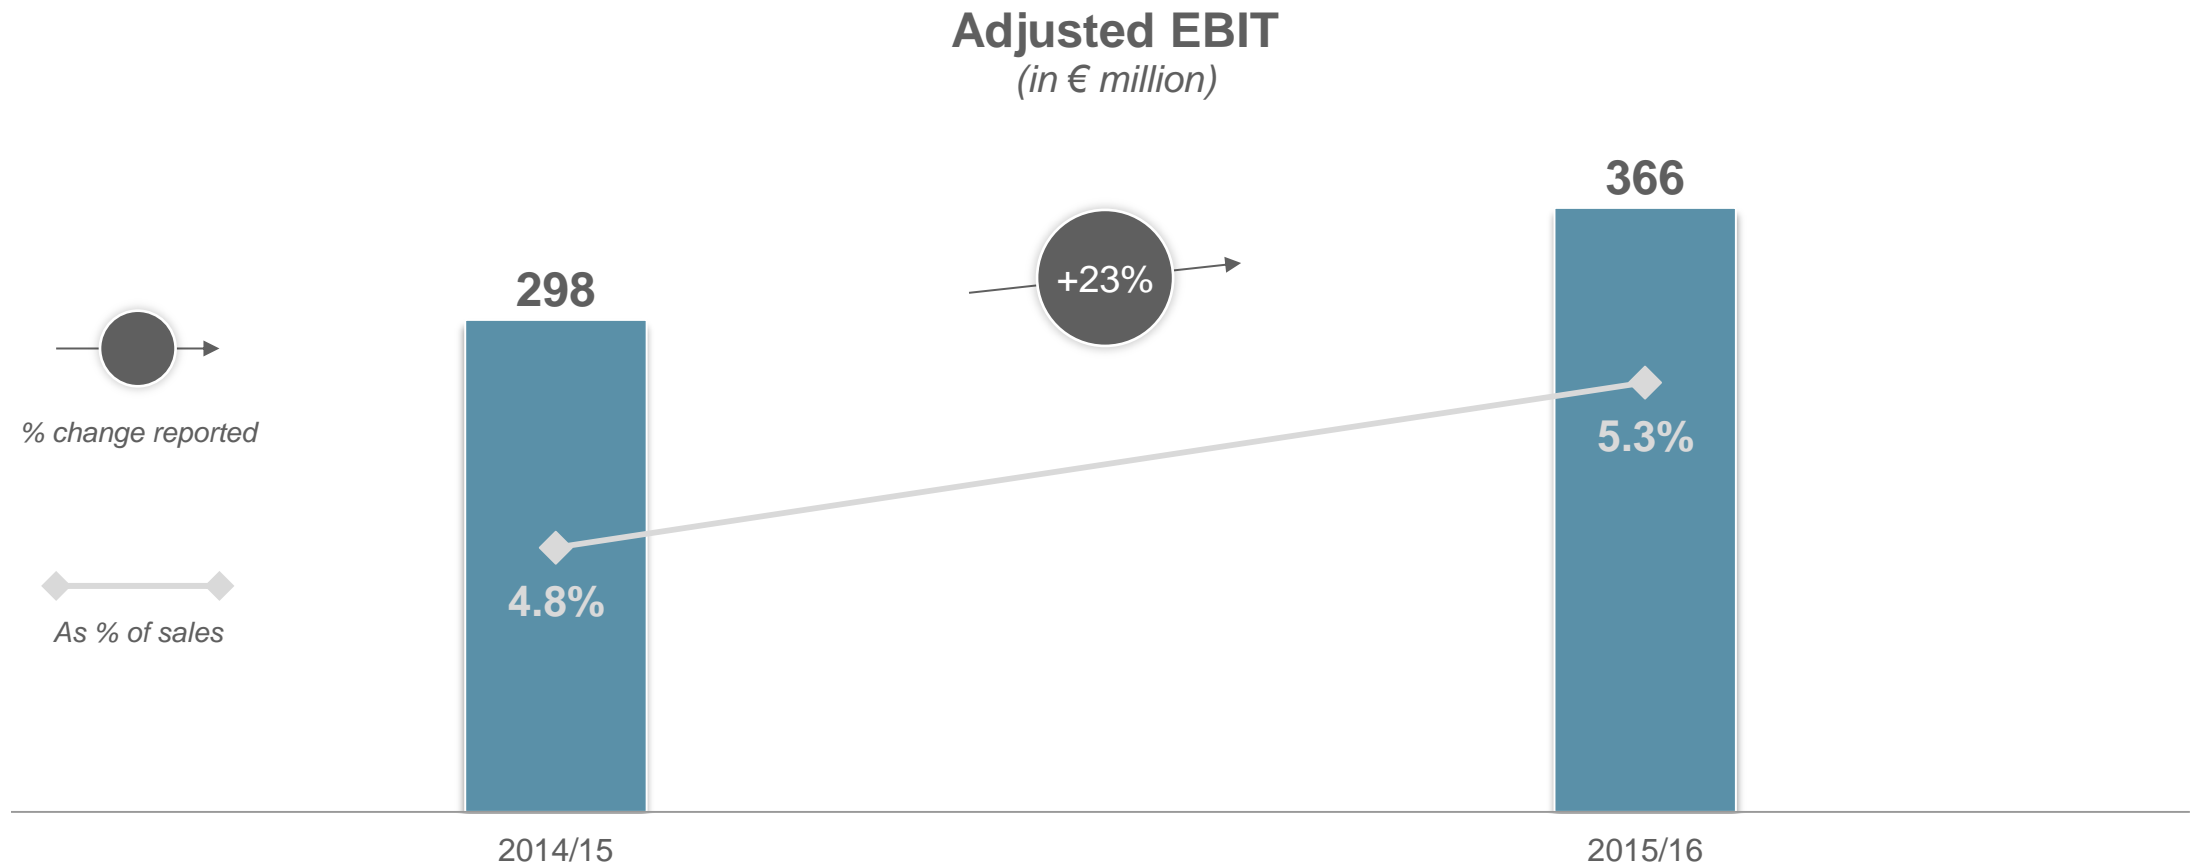 Adjusted EBIT
(in € million)
366
298
+23%
% change reported
5.3%
4.8%
As % of sales
2014/15
2015/16